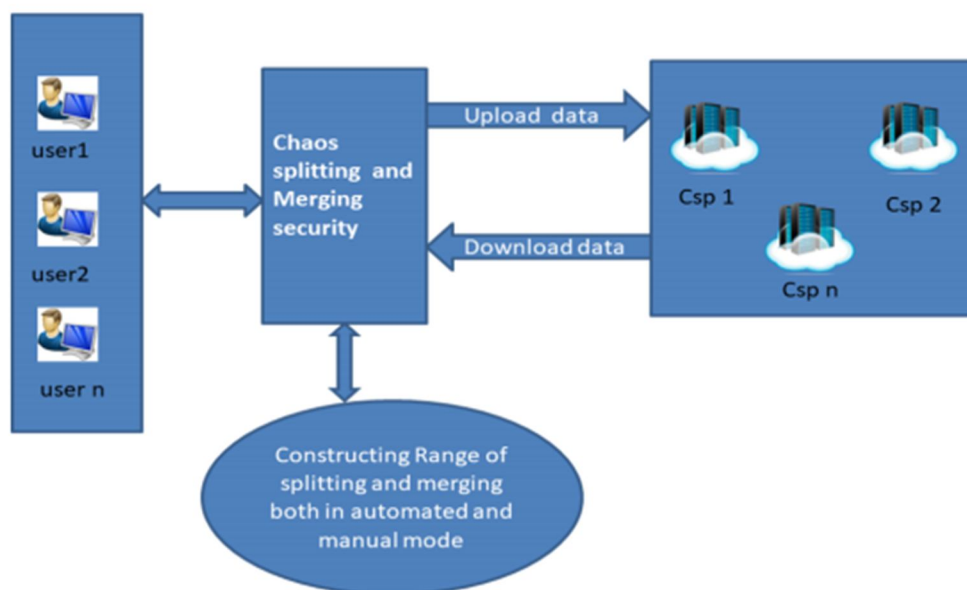 user1
user2
user n
Chaos
splitting and
Merging
security
Upload data
Download data
Csp 1
Csp 2
Csp n
Constructing Range of
splitting and merging
both in automated and
manual mode